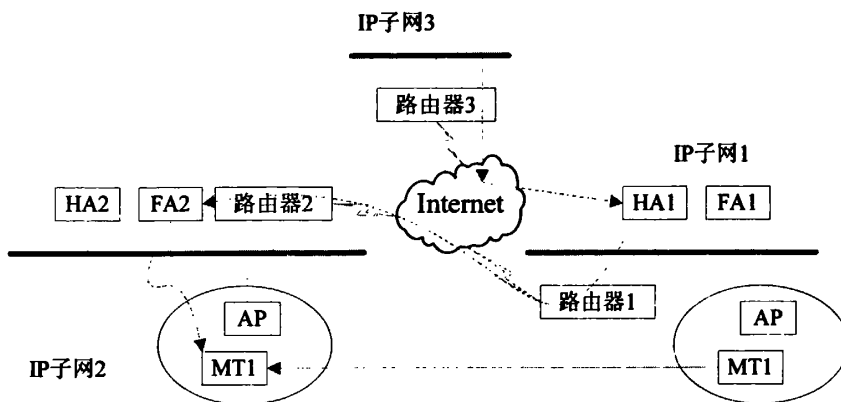 IP子网3
路由器3
IP子网1
HA2
FA2
路由器2
Internet
HA1
FA1
路由器1
AP
AP
IP子网2
MT1
MT1